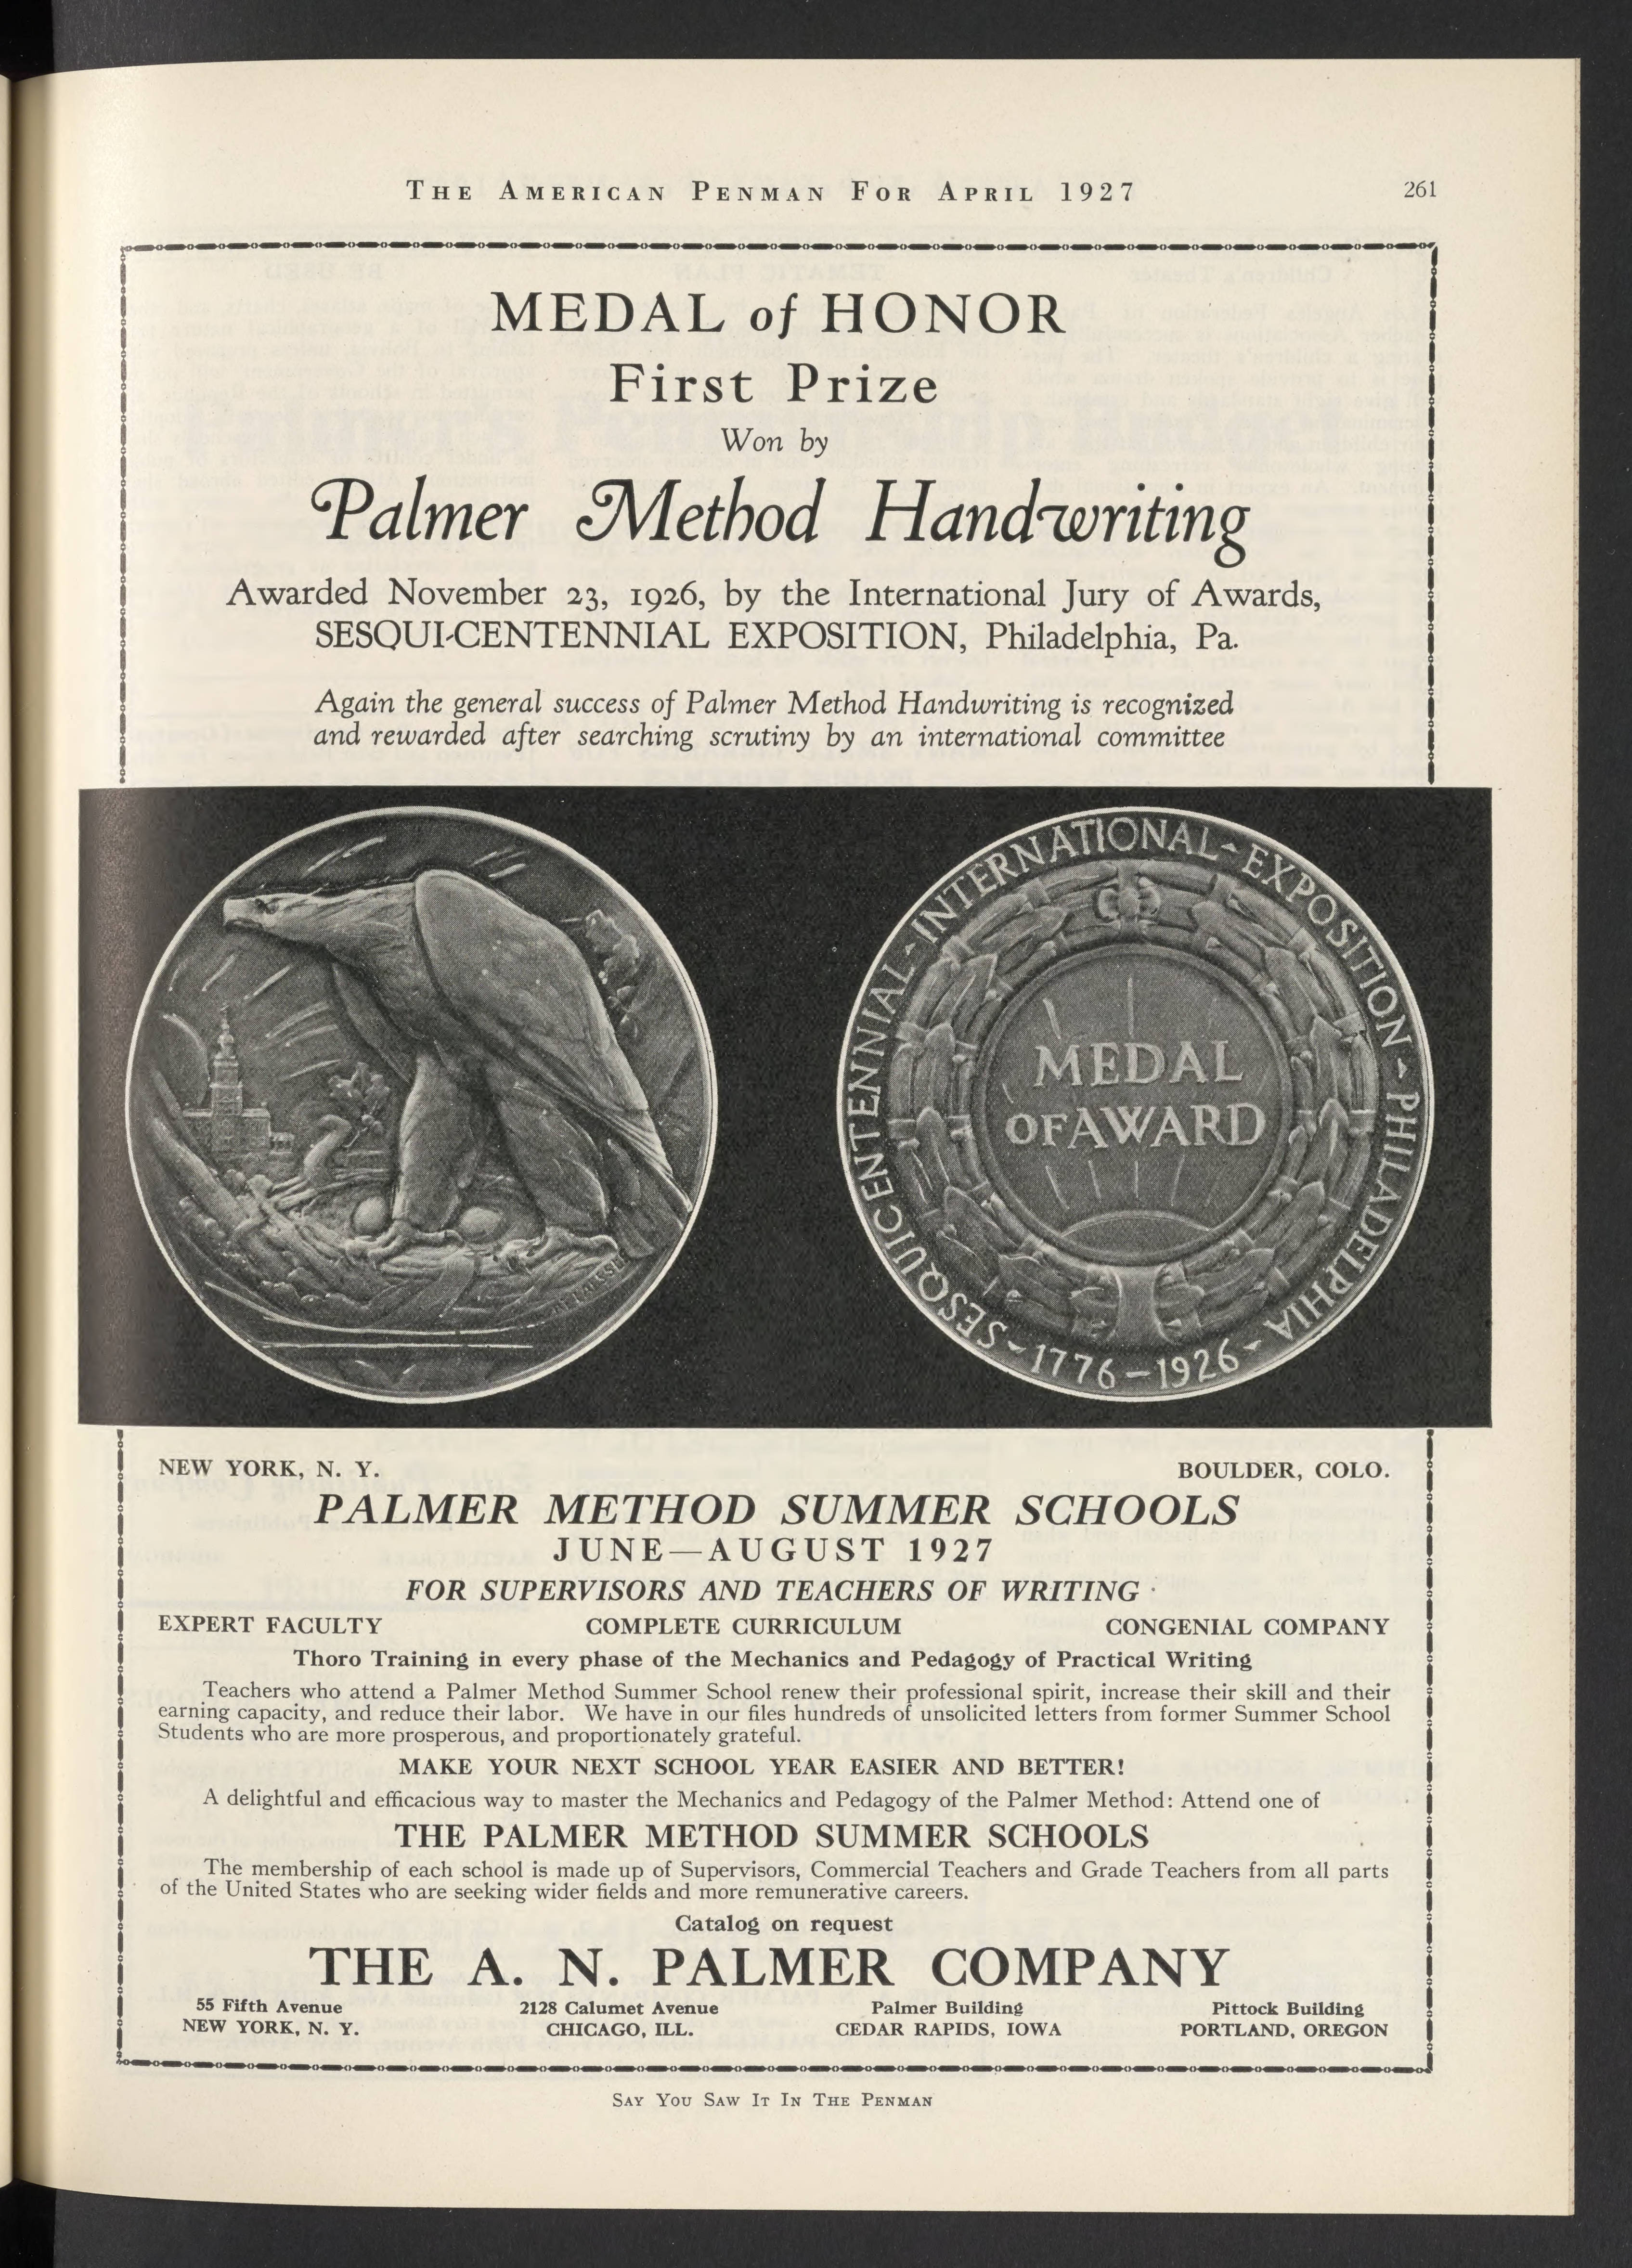 THE AMERICAN PENMAN FOR APRIL 1927 261
MEDAL of HONOR
First Prize
Won by
Palmer Method Handwriting
Awarded November 23, 1926, by the International Jury of Awards,
SESQUI-CENTENNIAL EXPOSITION, Philadelphia, Pa.
Again the general success of Palmer Method Handwriting is recognized
and rewarded after searching scrutiny by an international committee
SESQUICENTENNIAL - INTERNATIONAL - EXPOSITION - PHILADELPHIA - 1776 – 1926 -
MEDAL
OF AWARD
NEW YORK, N. Y. BOULDER, COLO.
PALMER METHOD SUMMER SCHOOLS
JUNE—AUGUST 1927
FOR SUPERVISORS AND TEACHERS OF WRITING
EXPERT FACULTY COMPLETE CURRICULUM CONGENIAL COMPANY
Thoro Training in every phase of the Mechanics and Pedagogy of Practical Writing
Teachers who attend a Palmer Method Summer School renew their professional spirit, increase their skill and their
earning capacity, and reduce their labor. We have in our files hundreds of unsolicited letters from former Summer School
Students who are more prosperous, and proportionately grateful.
MAKE YOUR NEXT SCHOOL YEAR EASIER AND BETTER!
A delightful and efficacious way to master the Mechanics and Pedagogy of the Palmer Method: Attend one of
THE PALMER METHOD SUMMER SCHOOLS
The membership of each school is made up of Supervisors, Commercial Teachers and Grade Teachers from all parts
of the United States who are seeking wider fields and more remunerative careers.
Catalog on request
THE A. N. PALMER COMPANY
55 Fifth Avenue 2128 Calumet Avenue Palmer Building Pittock Building
NEW YORK, N. Y. CHICAGO, ILL. CEDAR RAPIDS, IOWA PORTLAND, OREGON
SAY YOU SAW IT IN THE PENMAN